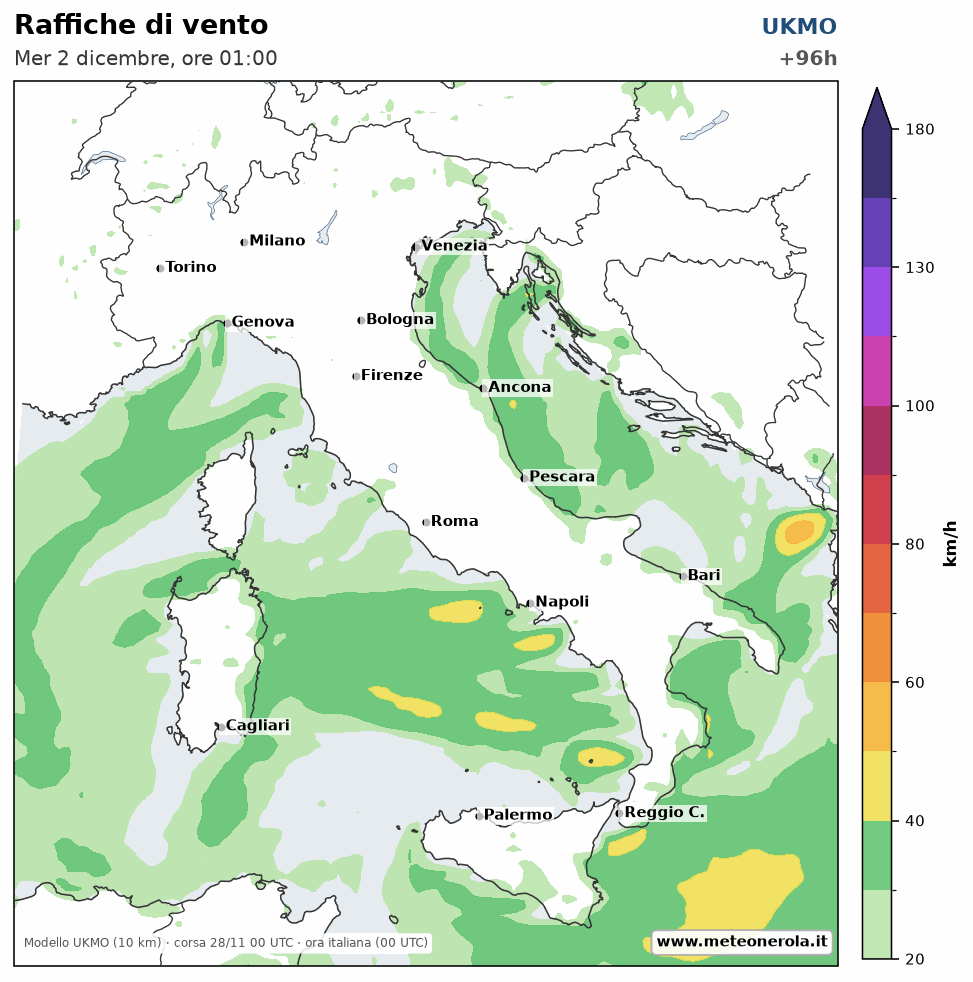 Raffiche di vento
UKMO
Mer 2 dicembre, ore 01:00
+96h
180
Milano
Venezia
Torino
130
Genova
Bologna
Firenze
Ancona
100
Pescara
Roma
80
km/h
Bari
Napoli
60
Cagliari
Palermo
Reggio C.
40
Modello UKMO (10 km) · corsa 28/11 00 UTC · ora italiana (00 UTC)
www.meteonerola.it
20